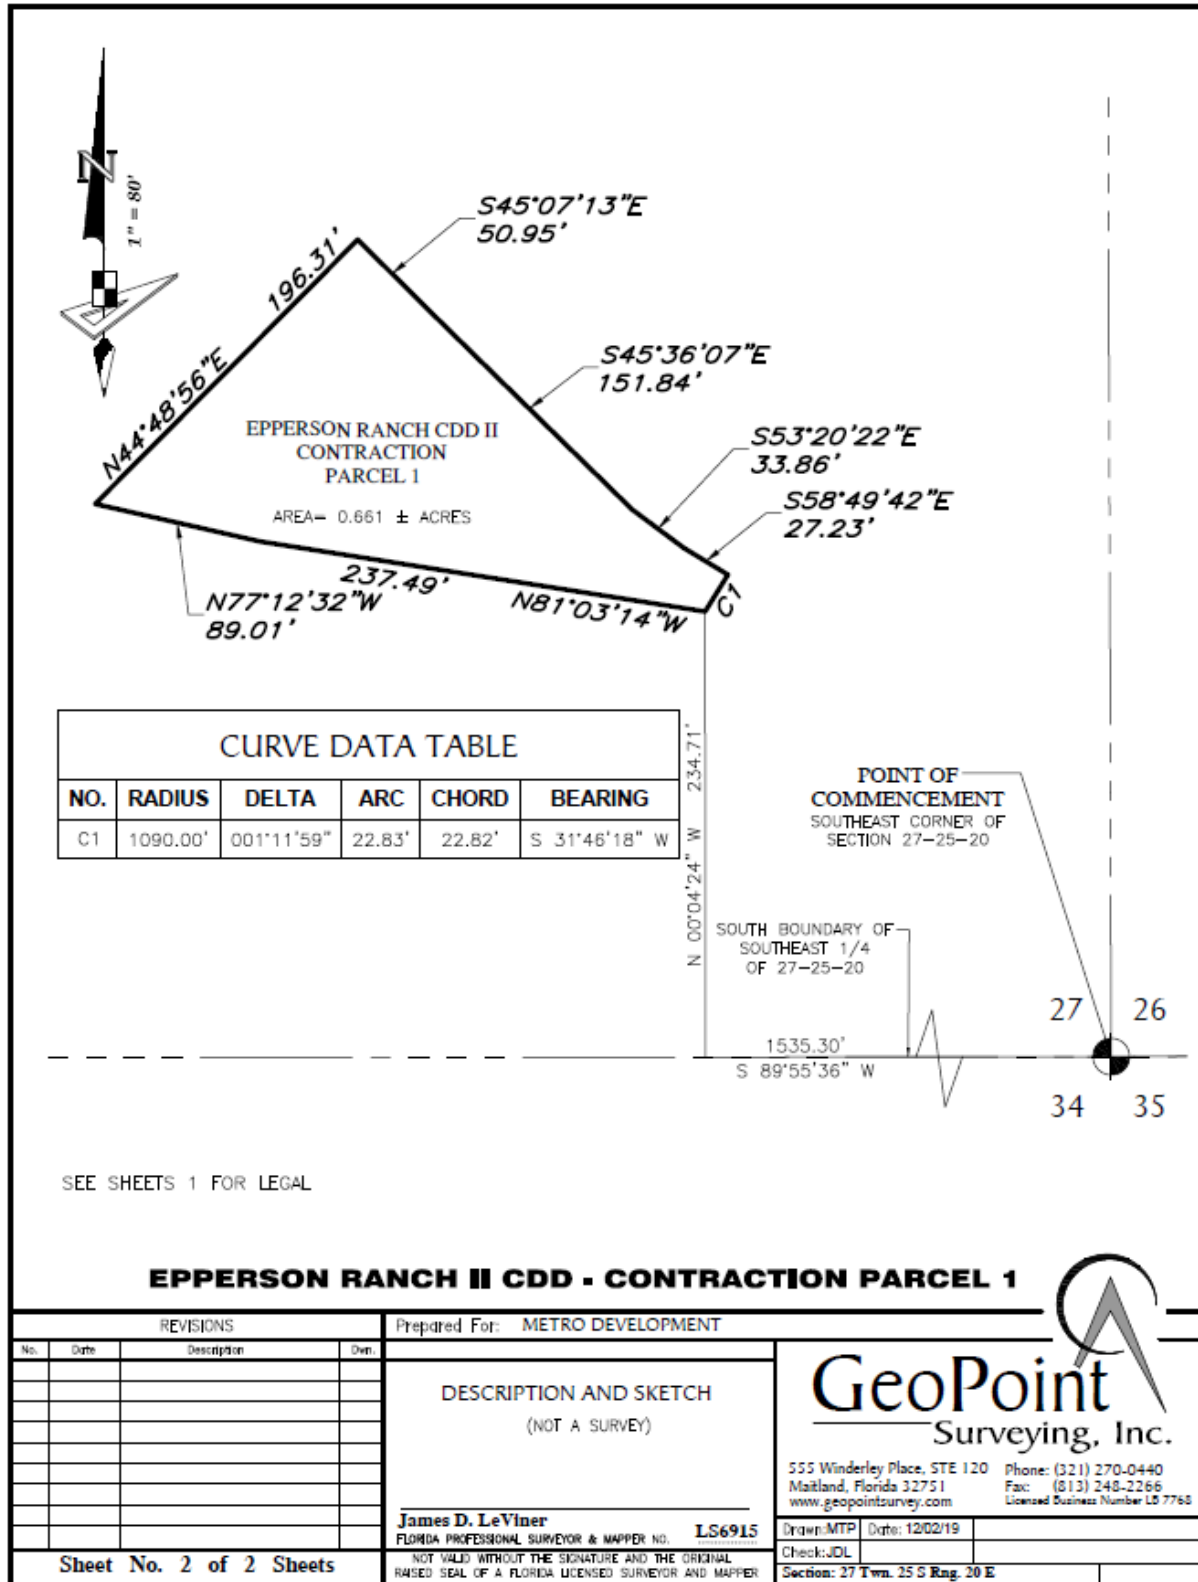 N
1" = 80'
S45°07'13"E
50.95'
196.31'
N44°48'56"E
S45°36'07"E
151.84'
EPPERSON RANCH CDD II
CONTRACTION
PARCEL 1
AREA= 0.661 ± ACRES
S53°20'22"E
33.86'
S58°49'42"E
27.23'
C1
237.49'
N81°03'14"W
N77°12'32"W
89.01'
CURVE DATA TABLE
NO. RADIUS DELTA ARC CHORD BEARING
C1 1090.00' 001°11'59" 22.83' 22.82' S 31°46'18" W
N 00°04'24" W 234.71'
POINT OF
COMMENCEMENT
SOUTHEAST CORNER OF
SECTION 27-25-20
SOUTH BOUNDARY OF
SOUTHEAST 1/4
OF 27-25-20
27 26
1535.30'
S 89°55'36" W
34 35
SEE SHEETS 1 FOR LEGAL
EPPERSON RANCH II CDD - CONTRACTION PARCEL 1
REVISIONS
No. Date Description Dwn.
Prepared For: METRO DEVELOPMENT
DESCRIPTION AND SKETCH
(NOT A SURVEY)
James D. LeViner
FLORIDA PROFESSIONAL SURVEYOR & MAPPER NO. LS6915
NOT VALID WITHOUT THE SIGNATURE AND THE ORIGINAL
RAISED SEAL OF A FLORIDA LICENSED SURVEYOR AND MAPPER
Sheet No. 2 of 2 Sheets
GeoPoint
Surveying, Inc.
555 Winderley Place, STE 120 Phone: (321) 270-0440
Maitland, Florida 32751 Fax: (813) 248-2266
www.geopointsurvey.com Licensed Business Number LB 7768
Drawn:MTP Date: 12/02/19
Check:JDL
Section: 27 Twn. 25 S Rng. 20 E